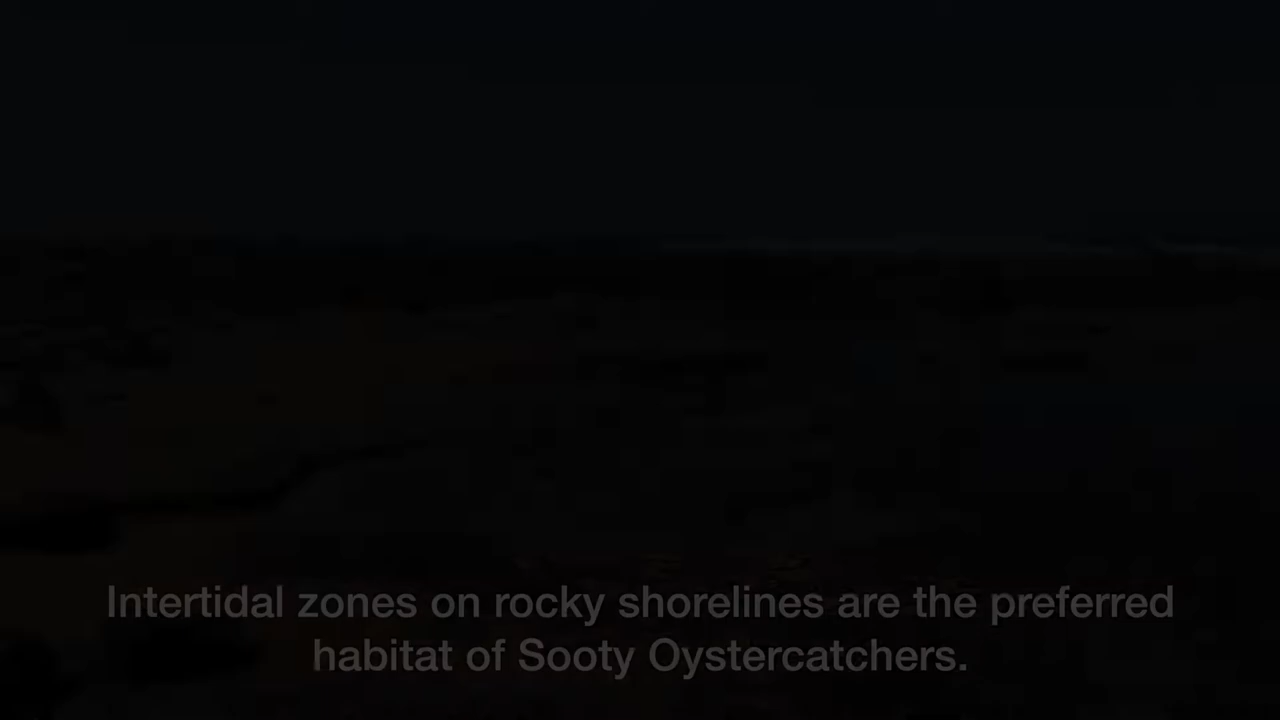 Intertidal zones on rocky shorelines are the preferred
habitat of Sooty Oystercatchers.